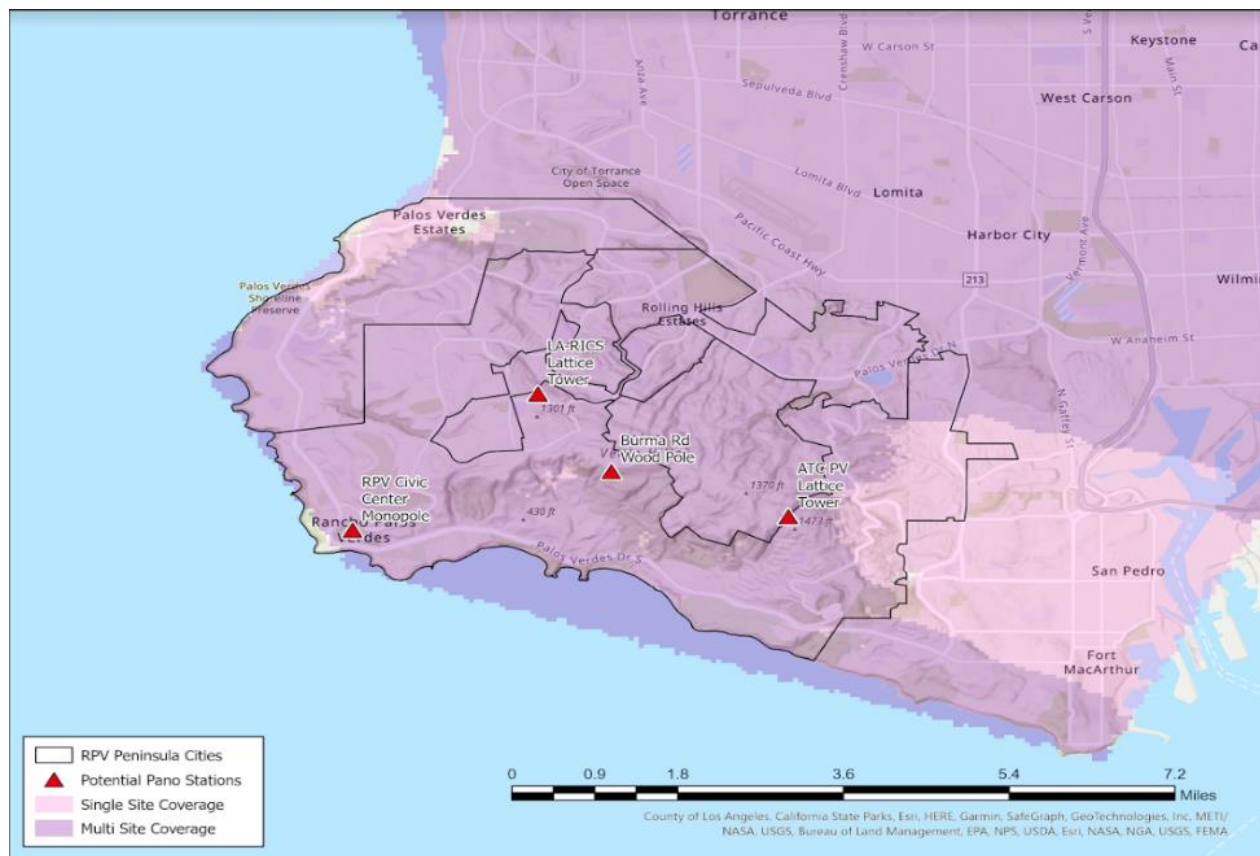 Torrance
Crenshaw Blvd
W Carson St
Keystone
Main St
Anza Ave
Sepulveda Blvd
West Carson
City of Torrance
Open Space
Lomita Blvd
Lomita
Vermont Ave
Palos Verdes
Estates
Pacific Coast Hwy
Harbor City
213
Palos Verdes
Shoreline
Preserve
Rolling Hills
Estates
W Anaheim St
Palos Verdes Dr N
N Gaffey St
LA-RICS
Lattice
Tower
1301 ft
Burma Rd
Wood Pole
ATC PV
Lattice
Tower
1370 ft
1473 ft
RPV Civic
Center
Monopole
Rancho Palos
Verdes
430 ft
Palos Verdes Dr S
San Pedro
Fort
MacArthur
RPV Peninsula Cities
Potential Pano Stations
Single Site Coverage
Multi Site Coverage
0 0.9 1.8 3.6 5.4 7.2
Miles
County of Los Angeles, California State Parks, Esri, HERE, Garmin, SafeGraph, GeoTechnologies, Inc, METI/
NASA, USGS, Bureau of Land Management, EPA, NPS, USDA, Esri, NASA, NGA, USGS, FEMA